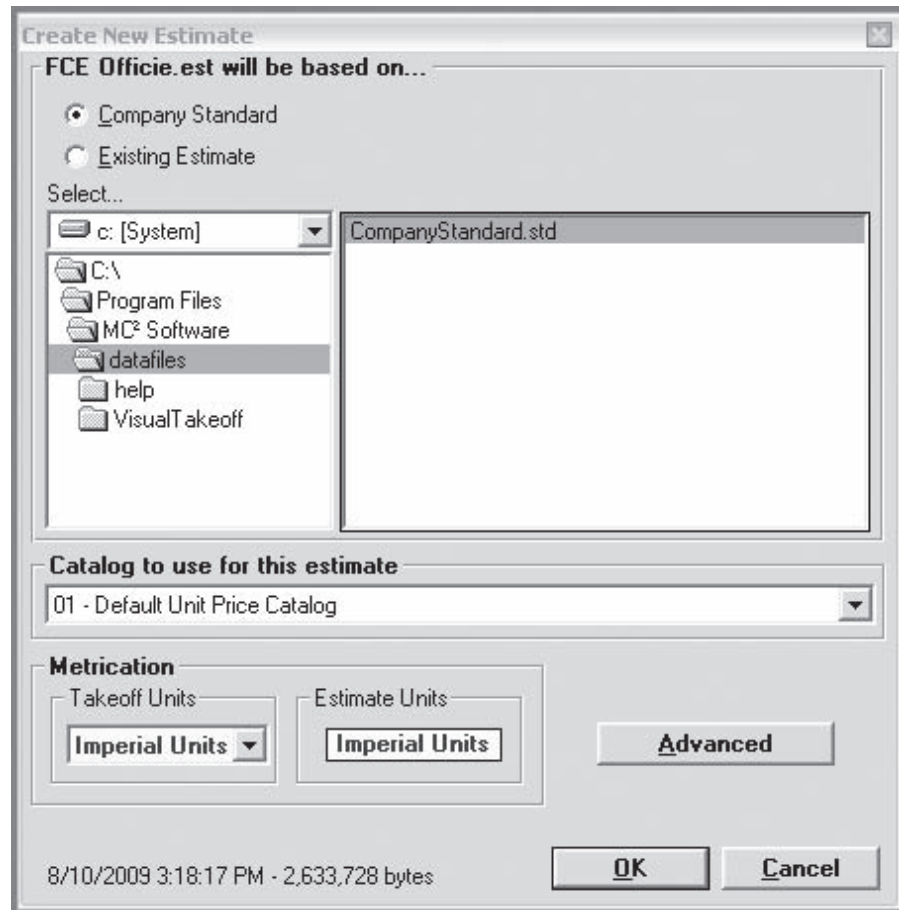 Create New Estimate
FCE Officie.est will be based on...
Company Standard
Existing Estimate
Select...
c: [System]
CompanyStandard.std
C:\
Program Files
MC² Software
datafiles
help
VisualTakeoff
Catalog to use for this estimate
01 - Default Unit Price Catalog
Metrication
Takeoff Units
Estimate Units
Imperial Units
Imperial Units
Advanced
8/10/2009 3:18:17 PM - 2,633,728 bytes
OK
Cancel